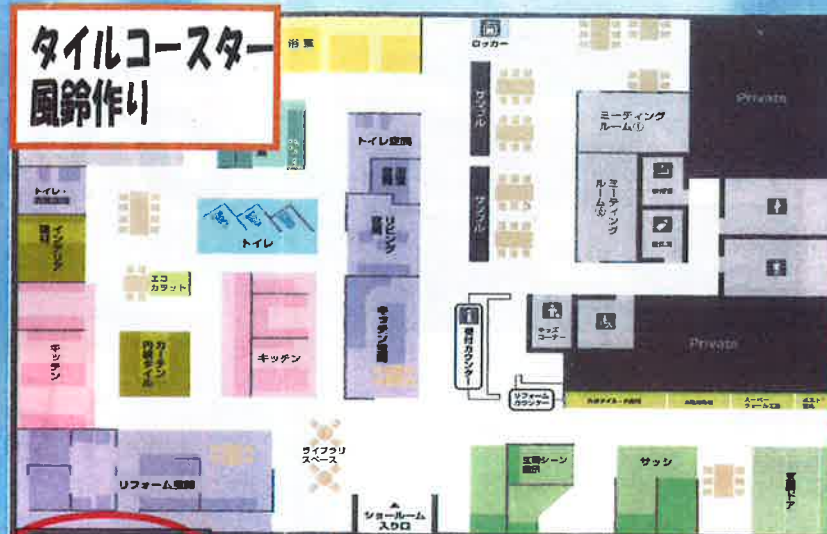 タイルコースター
風鈴作り
浴室
ロッカー
サンプル
サンプル
ミーティング
ルーム①
ミーティング
ルーム②
Private
トイレ空間
トイレ・
トイレ
リビング
空間
インテリア
建材
エコ
カラット
キッチン
カーテン
内装タイル
キッチン
キッチン空間
受付カウンター
キッズ
コーナー
Private
リフォーム
カウンター
リフォーム空間
ライブラリ
スペース
ショールーム
入り口
玄関シーン
展示
サッシ
玄関ドア